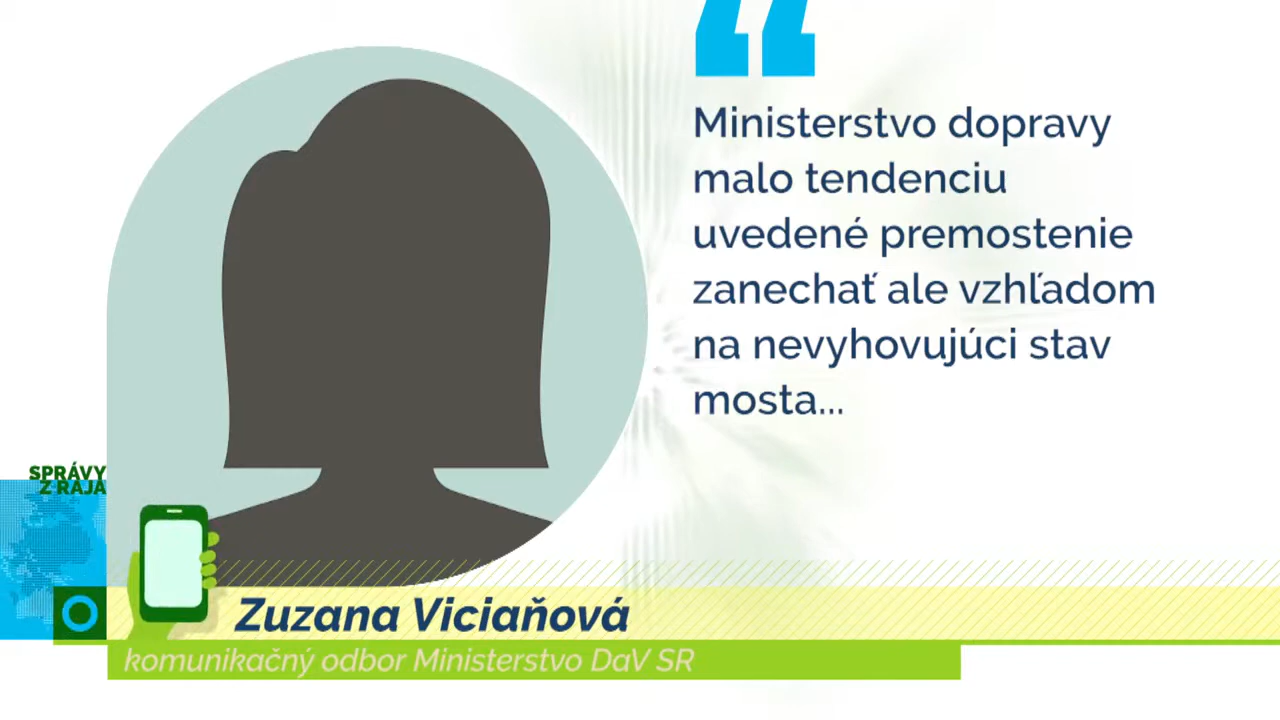 Ministerstvo dopravy
malo tendenciu
uvedené premostenie
zanechať ale vzhľadom
na nevyhovujúci stav
mosta...
SPRÁVY
Z RAJA
Zuzana Viciaňová
komunikačný odbor Ministerstvo DaV SR